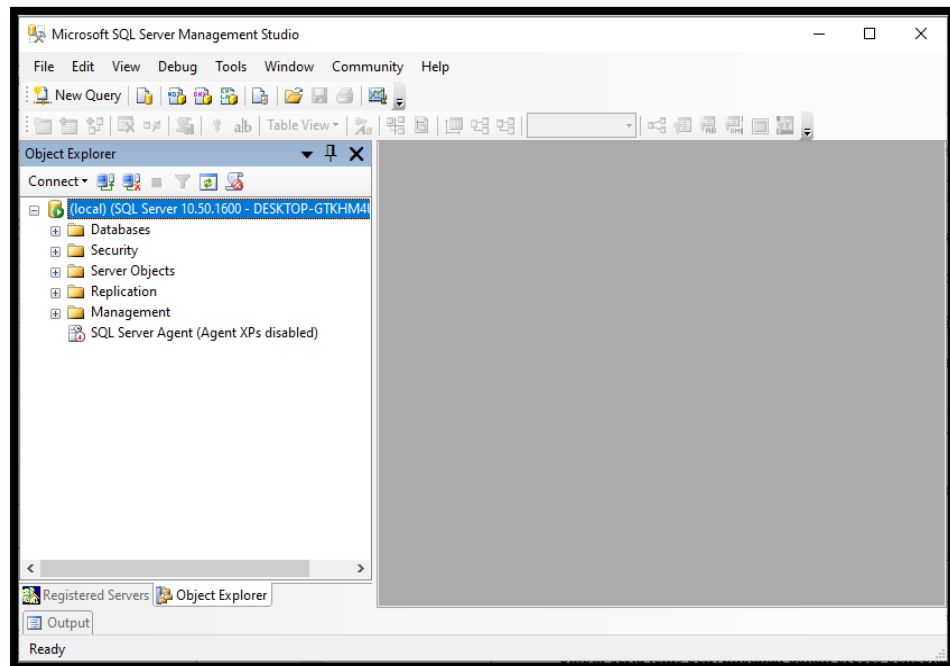 Microsoft SQL Server Management Studio
File Edit View Debug Tools Window Community Help
New Query
Table View
Object Explorer
Connect
(local) (SQL Server 10.50.1600 - DESKTOP-GTKHM4
Databases
Security
Server Objects
Replication
Management
SQL Server Agent (Agent XPs disabled)
Registered Servers Object Explorer
Output
Ready